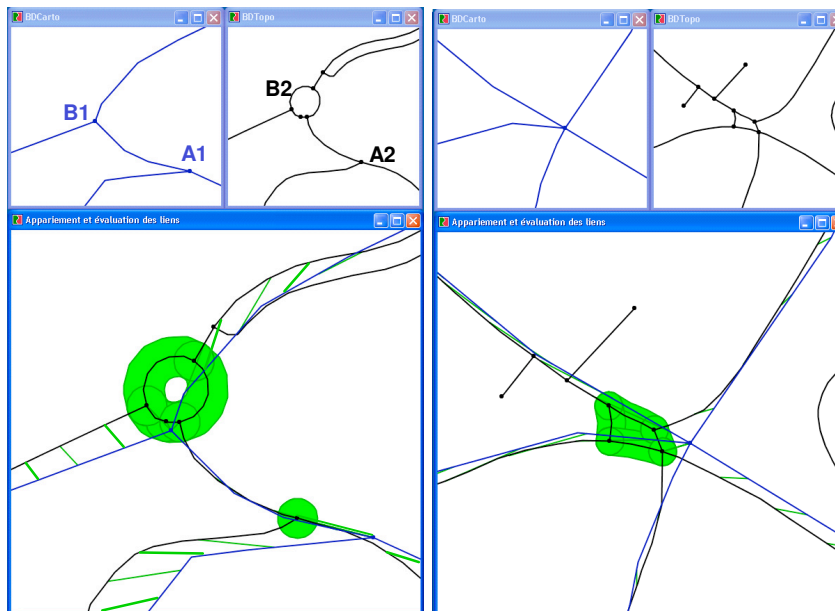 BDCarto
B1
A1
BDTopo
B2
A2
Appariement et évaluation des liens
BDCarto
BDTopo
Appariement et évaluation des liens